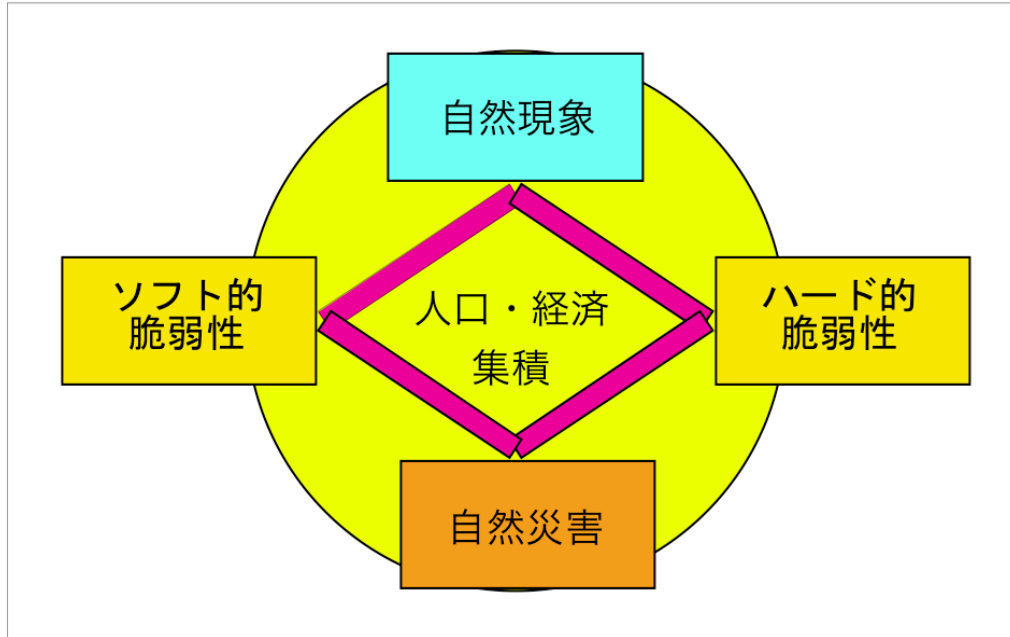 自然現象
ソフト的
脆弱性
人口・経済
集積
ハード的
脆弱性
自然災害